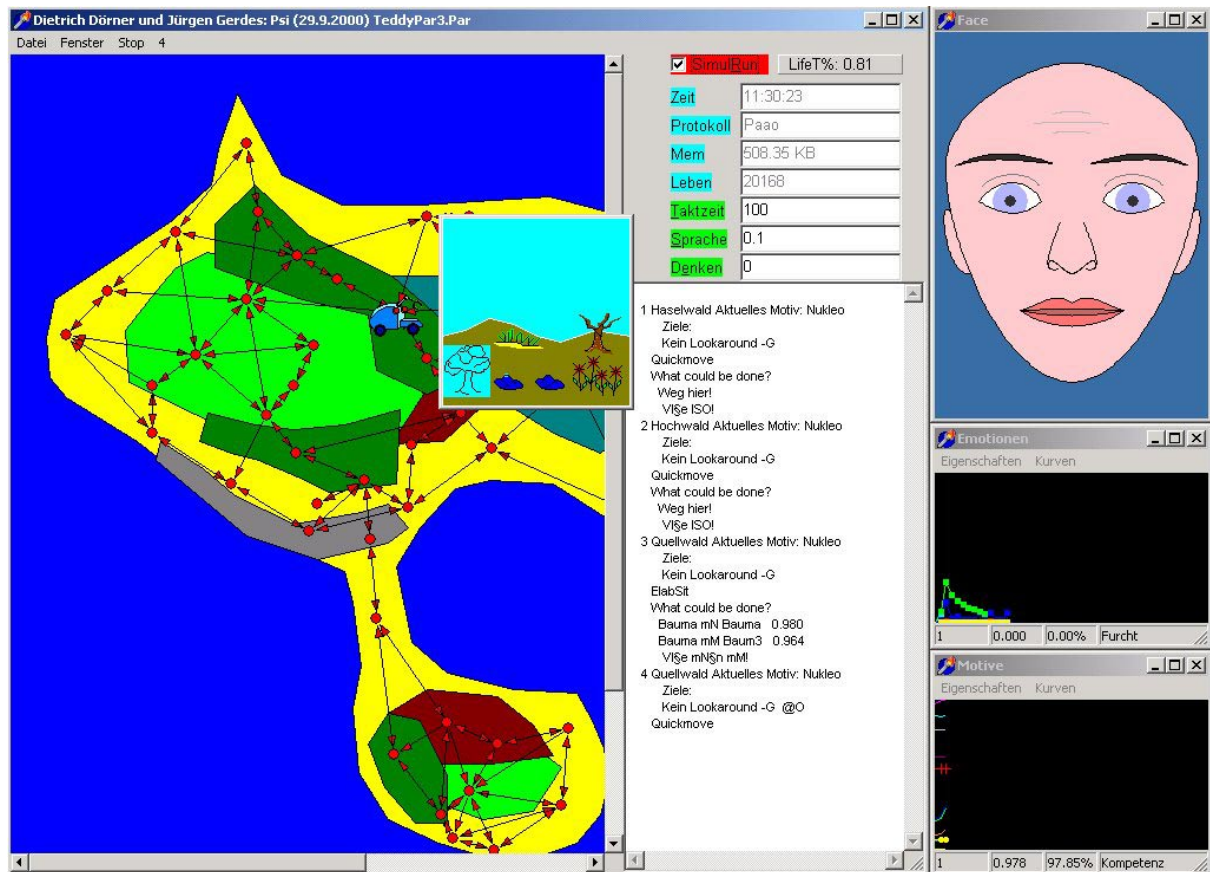 Dietrich Dörner und Jürgen Gerdes: Psi (29.9.2000) TeddyPar3.Par
Datei Fenster Stop 4
SimulRun LifeT%: 0.81
Zeit 11:30:23
Protokoll Paao
Mem 508.35 KB
Leben 20168
Taktzeit 100
Sprache 0.1
Denken 0
1 Haselwald Aktuelles Motiv: Nukleo
Ziele:
Kein Lookaround -G
Quickmove
What could be done?
Weg hier!
VI§e ISO!
2 Hochwald Aktuelles Motiv: Nukleo
Ziele:
Kein Lookaround -G
Quickmove
What could be done?
Weg hier!
VI§e ISO!
3 Quellwald Aktuelles Motiv: Nukleo
Ziele:
Kein Lookaround -G
ElabSit
What could be done?
Bauma mN Bauma 0.980
Bauma mM Baum3 0.964
VI§e mN§n mM!
4 Quellwald Aktuelles Motiv: Nukleo
Ziele:
Kein Lookaround -G @O
Quickmove
Face
Emotionen
Eigenschaften Kurven
1 0.000 0.00% Furcht
Motive
Eigenschaften Kurven
1 0.978 97.85% Kompetenz